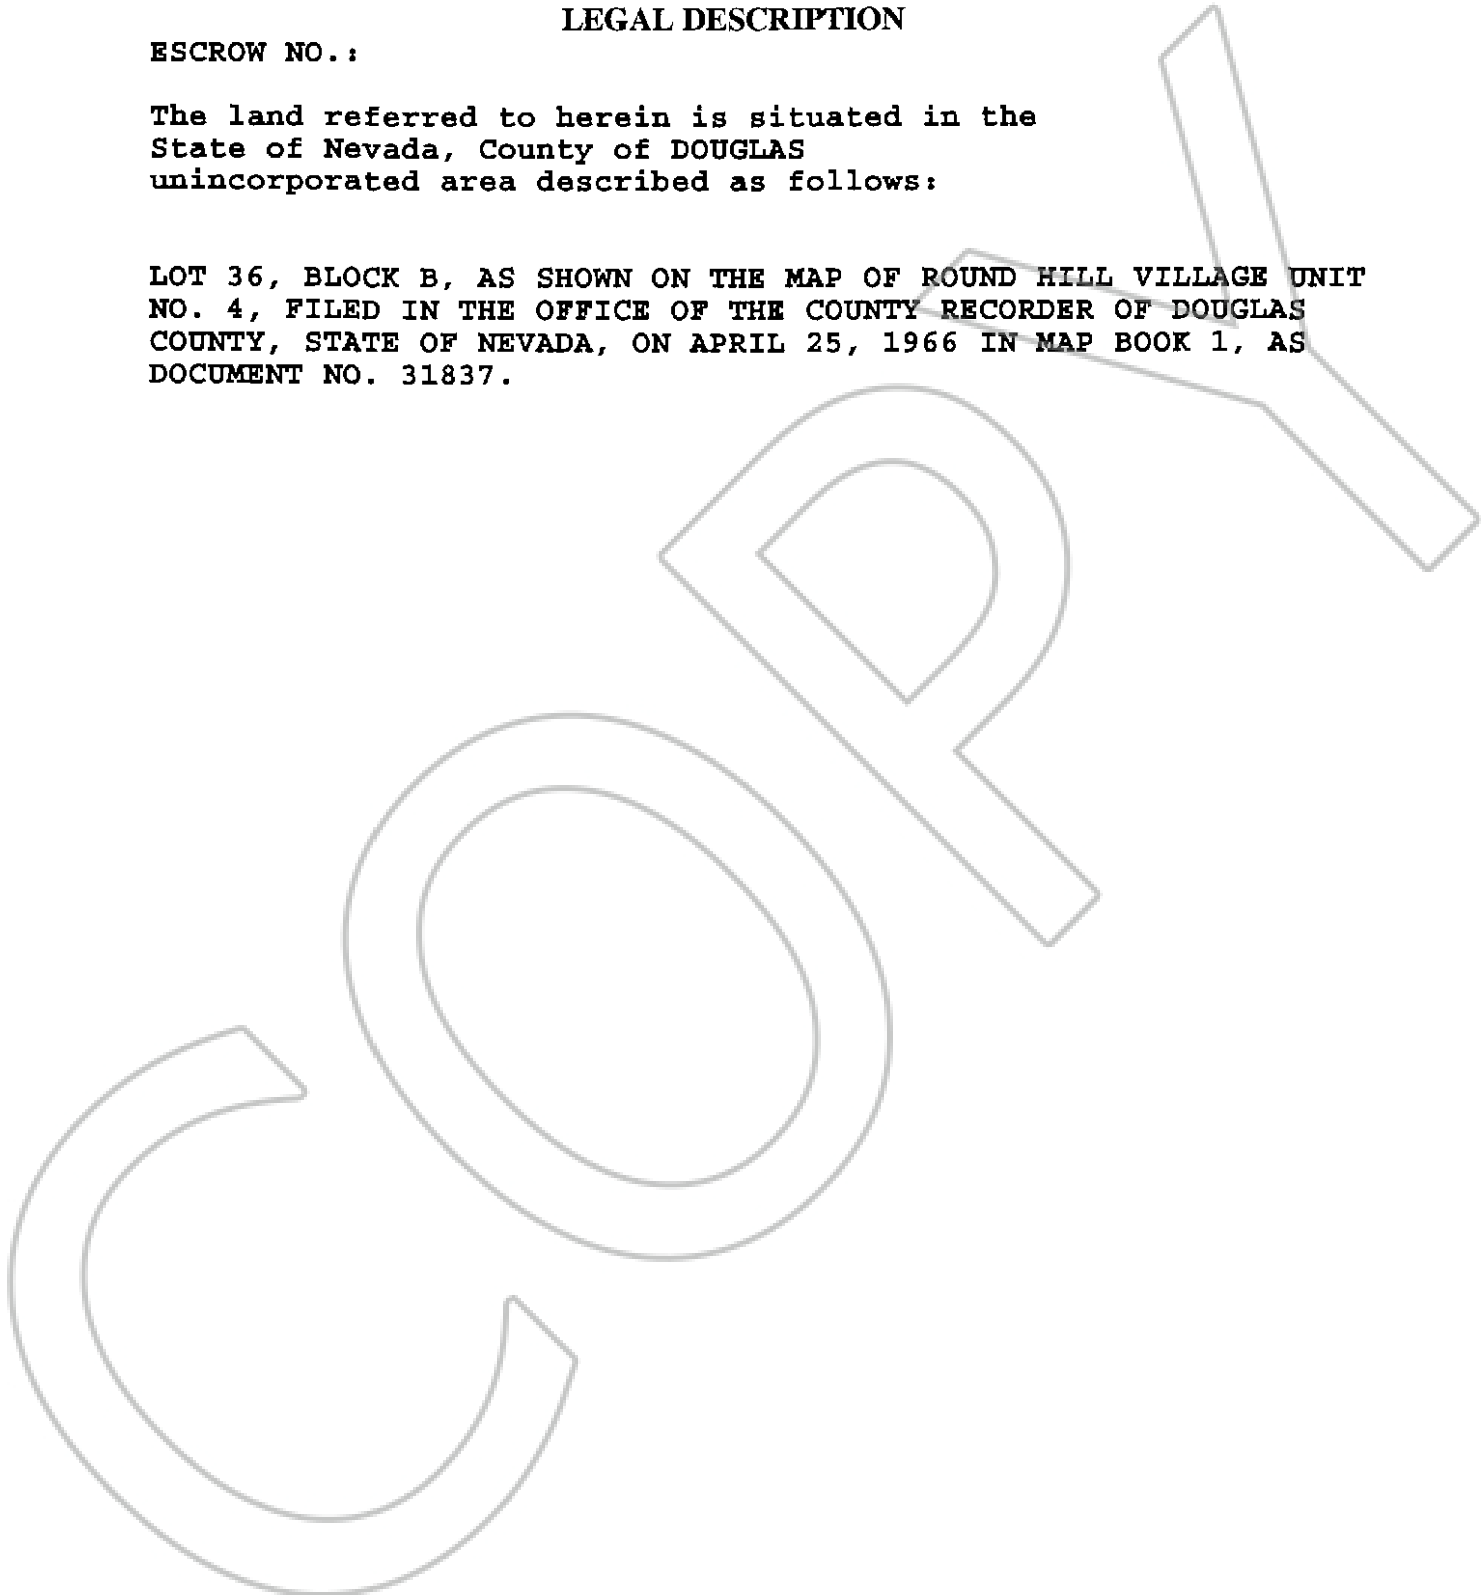 LEGAL DESCRIPTION
ESCROW NO.:
The land referred to herein is situated in the
State of Nevada, County of DOUGLAS
unincorporated area described as follows:
LOT 36, BLOCK B, AS SHOWN ON THE MAP OF ROUND HILL VILLAGE UNIT
NO. 4, FILED IN THE OFFICE OF THE COUNTY RECORDER OF DOUGLAS
COUNTY, STATE OF NEVADA, ON APRIL 25, 1966 IN MAP BOOK 1, AS
DOCUMENT NO. 31837.
COPY